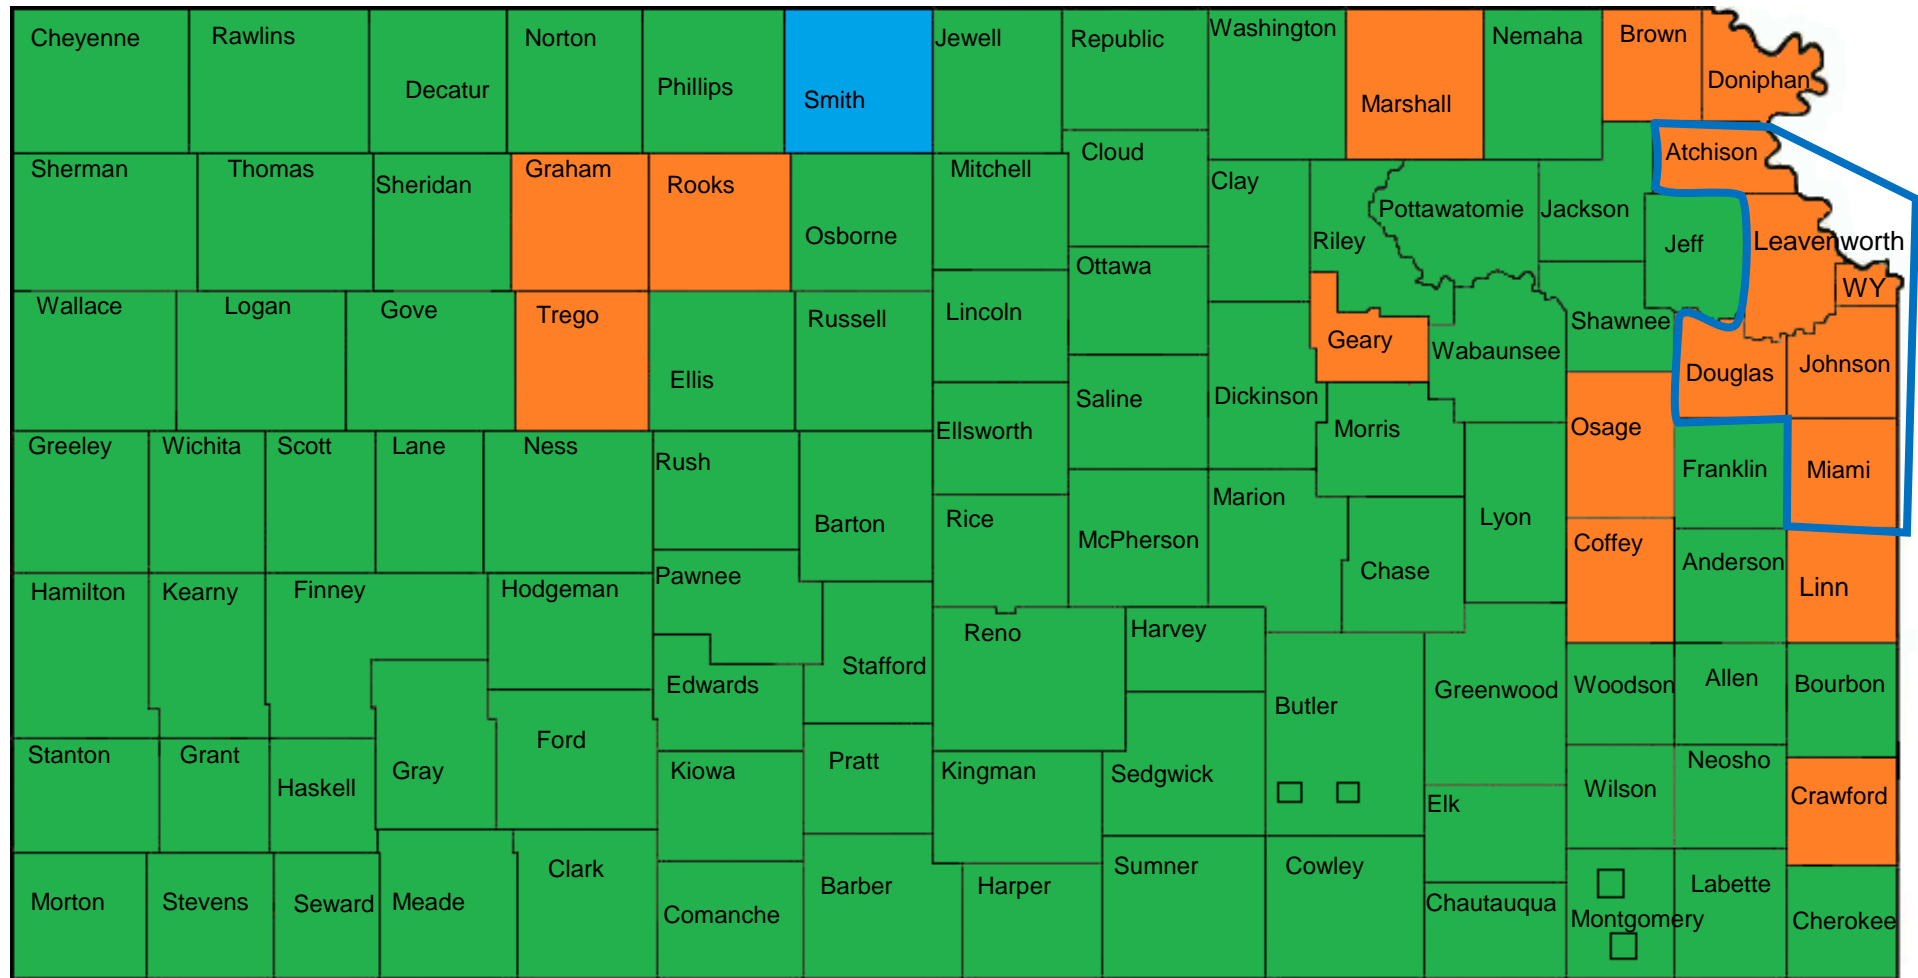 Cheyenne
Rawlins
Decatur
Norton
Phillips
Smith
Jewell
Republic
Washington
Marshall
Nemaha
Brown
Doniphan
Sherman
Thomas
Sheridan
Graham
Rooks
Osborne
Mitchell
Cloud
Clay
Riley
Pottawatomie
Jackson
Atchison
Jeff
Leavenworth
WY
Wallace
Logan
Gove
Trego
Ellis
Russell
Lincoln
Ottawa
Saline
Dickinson
Geary
Wabaunsee
Shawnee
Douglas
Johnson
Greeley
Wichita
Scott
Lane
Ness
Rush
Barton
Ellsworth
Rice
McPherson
Marion
Morris
Chase
Lyon
Osage
Franklin
Miami
Coffey
Anderson
Linn
Hamilton
Kearny
Finney
Hodgeman
Pawnee
Edwards
Stafford
Reno
Harvey
Butler
Greenwood
Woodson
Allen
Bourbon
Stanton
Grant
Haskell
Gray
Ford
Kiowa
Pratt
Kingman
Sedgwick
Elk
Wilson
Neosho
Crawford
Morton
Stevens
Seward
Meade
Clark
Comanche
Barber
Harper
Sumner
Cowley
Chautauqua
Montgomery
Labette
Cherokee